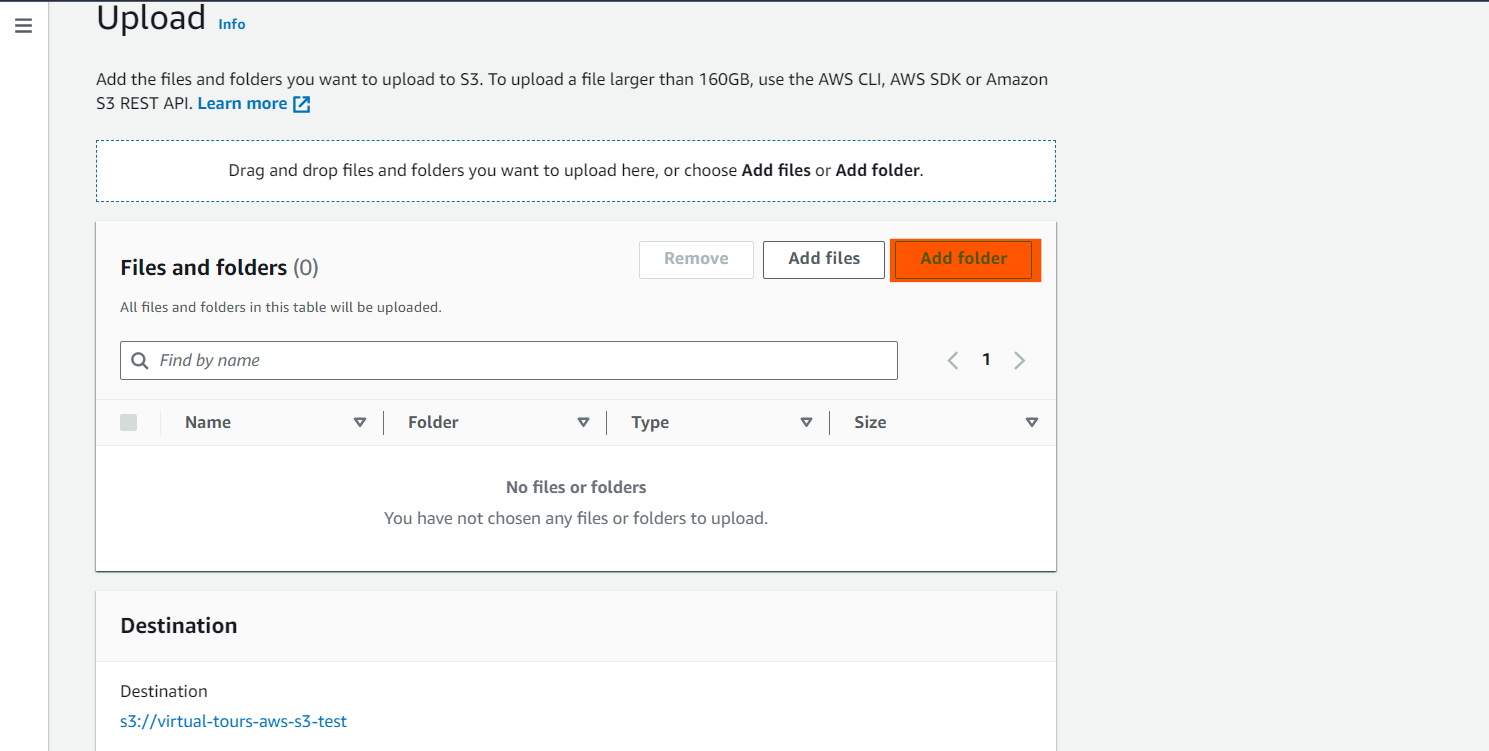 Upload Info
Add the files and folders you want to upload to S3. To upload a file larger than 160GB, use the AWS CLI, AWS SDK or Amazon
S3 REST API. Learn more
Drag and drop files and folders you want to upload here, or choose Add files or Add folder.
Files and folders (0)
Remove
Add files
Add folder
All files and folders in this table will be uploaded.
Find by name
1
Name Folder Type Size
No files or folders
You have not chosen any files or folders to upload.
Destination
Destination
s3://virtual-tours-aws-s3-test